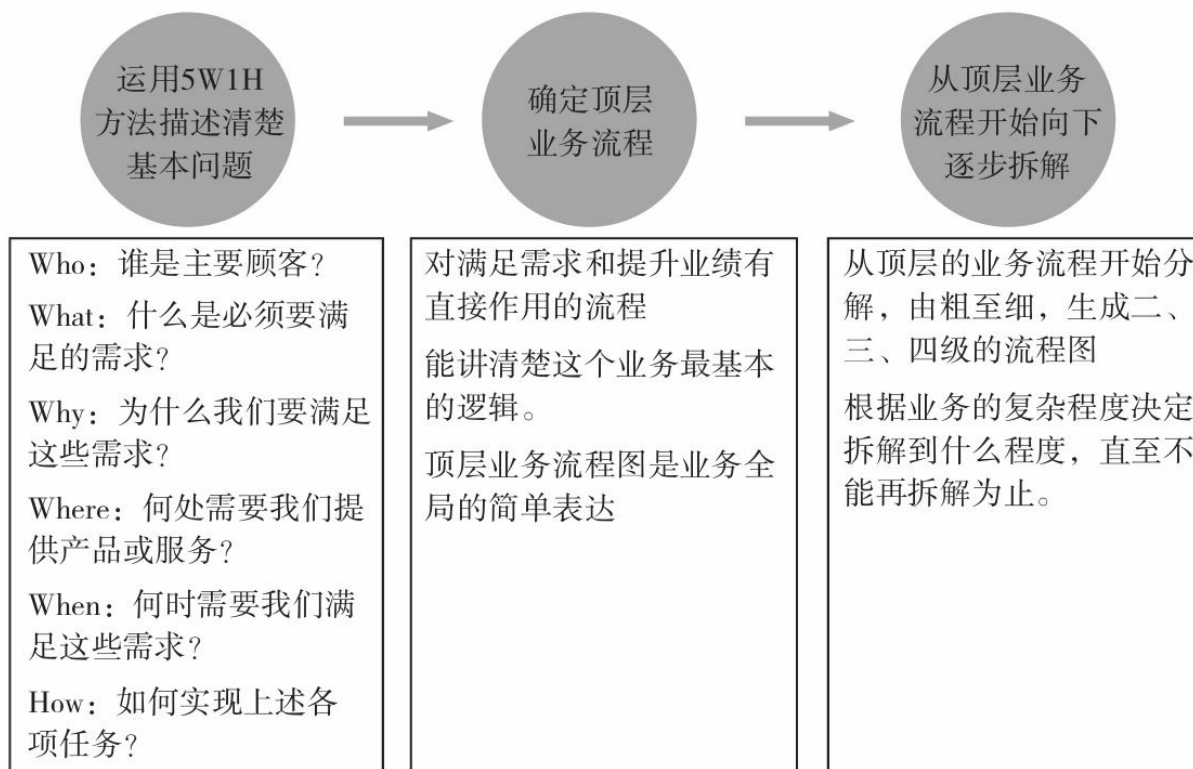 运用5W1H
方法描述清楚
基本问题
确定顶层
业务流程
从顶层业务
流程开始向下
逐步拆解
Who：谁是主要顾客？
What：什么是必须要满
足的需求？
Why：为什么我们要满足
这些需求？
Where：何处需要我们提
供产品或服务？
When：何时需要我们满
足这些需求？
How：如何实现上述各
项任务？
对满足需求和提升业绩有
直接作用的流程
能讲清楚这个业务最基本
的逻辑。
顶层业务流程图是业务全
局的简单表达
从顶层的业务流程开始分
解，由粗至细，生成二、
三、四级的流程图
根据业务的复杂程度决定
拆解到什么程度，直至不
能再拆解为止。